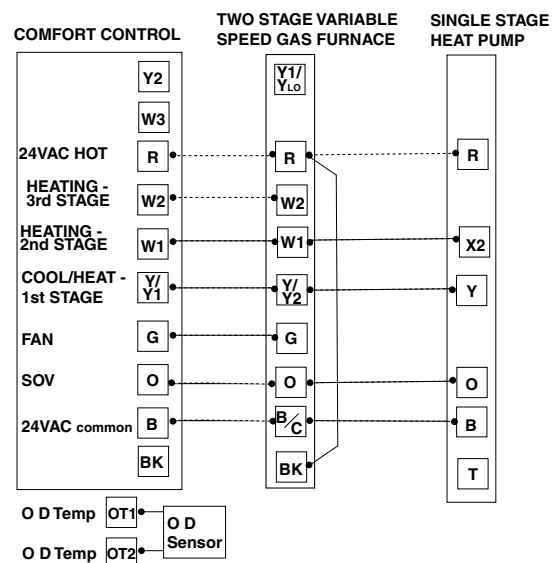 COMFORT CONTROL
TWO STAGE VARIABLE
SPEED GAS FURNACE
SINGLE STAGE
HEAT PUMP
Y2
Y1/
YLO
W3
24VAC HOT R R R
HEATING -
3rd STAGE W2 W2
HEATING -
2nd STAGE W1 W1 X2
COOL/HEAT -
1st STAGE Y/
Y1 Y/
Y2 Y
FAN G G
SOV O O O
24VAC common B B/C B
BK BK T
O D Temp OT1
O D
Sensor
O D Temp OT2